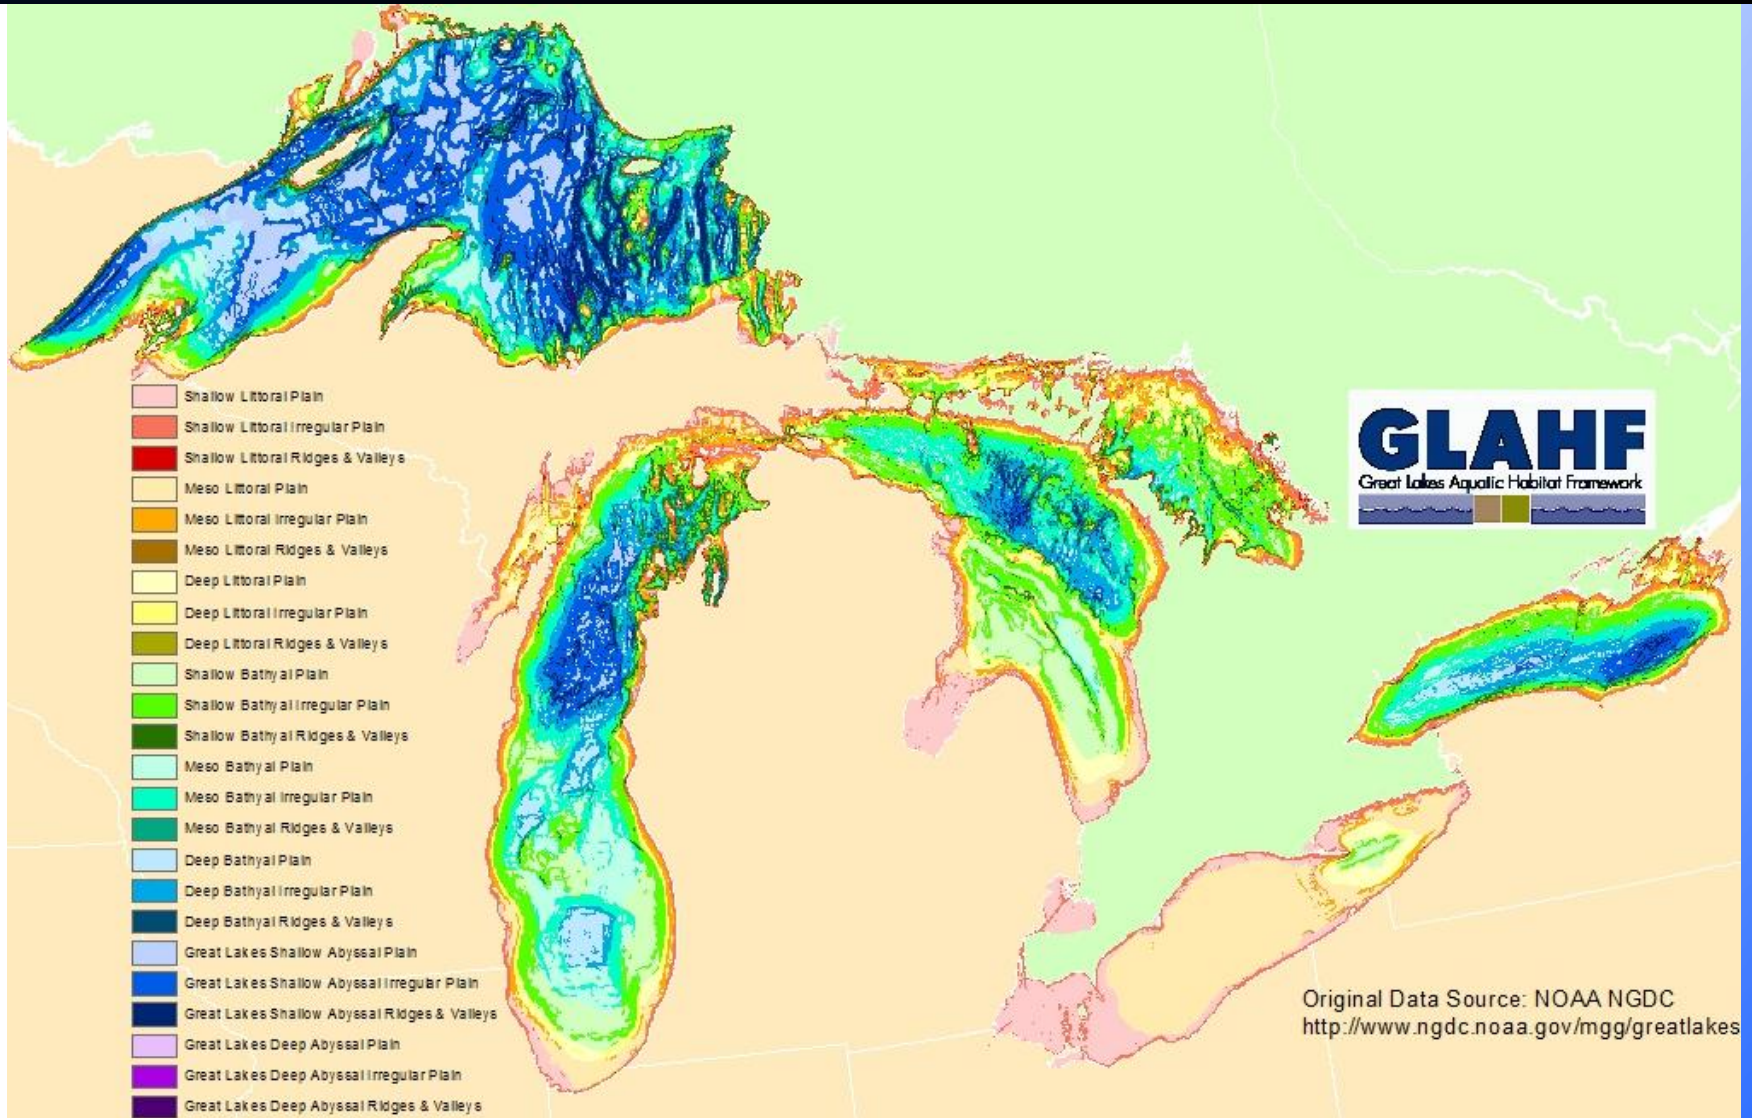 Shallow Littoral Plain
Shallow Littoral Irregular Plain
Shallow Littoral Ridges & Valleys
Meso Littoral Plain
Meso Littoral Irregular Plain
Meso Littoral Ridges & Valleys
Deep Littoral Plain
Deep Littoral Irregular Plain
Deep Littoral Ridges & Valleys
Shallow Bathyal Plain
Shallow Bathyal Irregular Plain
Shallow Bathyal Ridges & Valleys
Meso Bathyal Plain
Meso Bathyal Irregular Plain
Meso Bathyal Ridges & Valleys
Deep Bathyal Plain
Deep Bathyal Irregular Plain
Deep Bathyal Ridges & Valleys
Great Lakes Shallow Abyssal Plain
Great Lakes Shallow Abyssal Irregular Plain
Great Lakes Shallow Abyssal Ridges & Valleys
Great Lakes Deep Abyssal Plain
Great Lakes Deep Abyssal Irregular Plain
Great Lakes Deep Abyssal Ridges & Valleys
GLAHF
Great Lakes Aquatic Habitat Framework
Original Data Source: NOAA NGDC
http://www.ngdc.noaa.gov/mgg/greatlakes